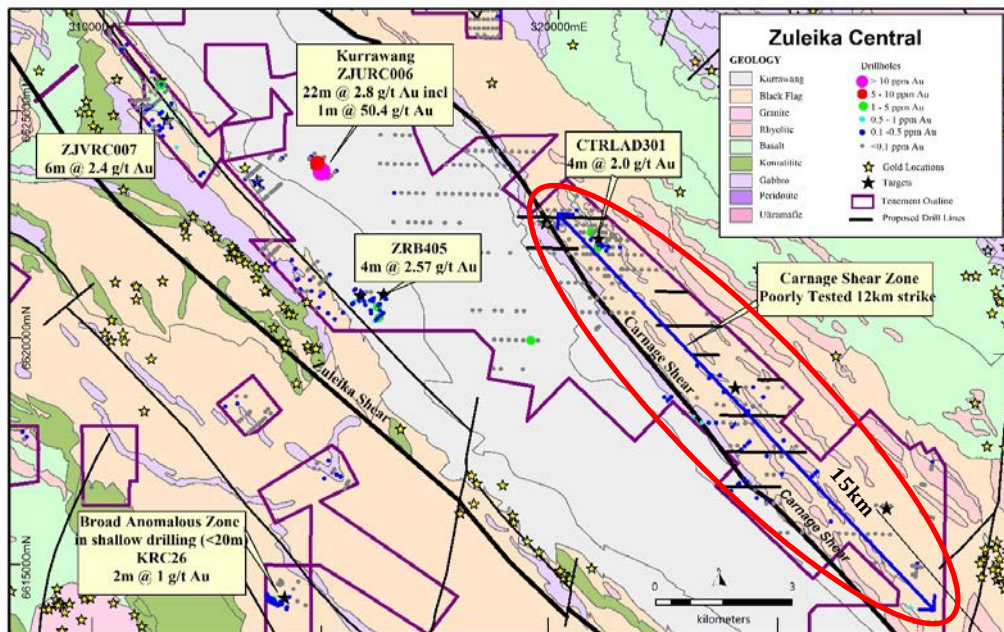 310000mE
320000mE
6625000mN
6620000mN
6615000mN
Kurrawang
ZJURC006
22m @ 2.8 g/t Au incl
1m @ 50.4 g/t Au
ZJVRC007
6m @ 2.4 g/t Au
CTRLAD301
4m @ 2.0 g/t Au
ZRB405
4m @ 2.57 g/t Au
Carnage Shear Zone
Poorly Tested 12km strike
Zuleika Shear
Carnage Shear
Carnage Shear
15km
Broad Anomalous Zone
in shallow drilling (<20m)
KRC26
2m @ 1 g/t Au
0 3
kilometers
Zuleika Central
GEOLOGY
Kurrawang
Black Flag
Granite
Rhyolite
Basalt
Komatiite
Gabbro
Peridotite
Ultramafic
Drillholes
> 10 ppm Au
5 - 10 ppm Au
1 - 5 ppm Au
0.5 - 1 ppm Au
0.1 -0.5 ppm Au
<0.1 ppm Au
Gold Locations
Targets
Tenement Outline
Proposed Drill Lines